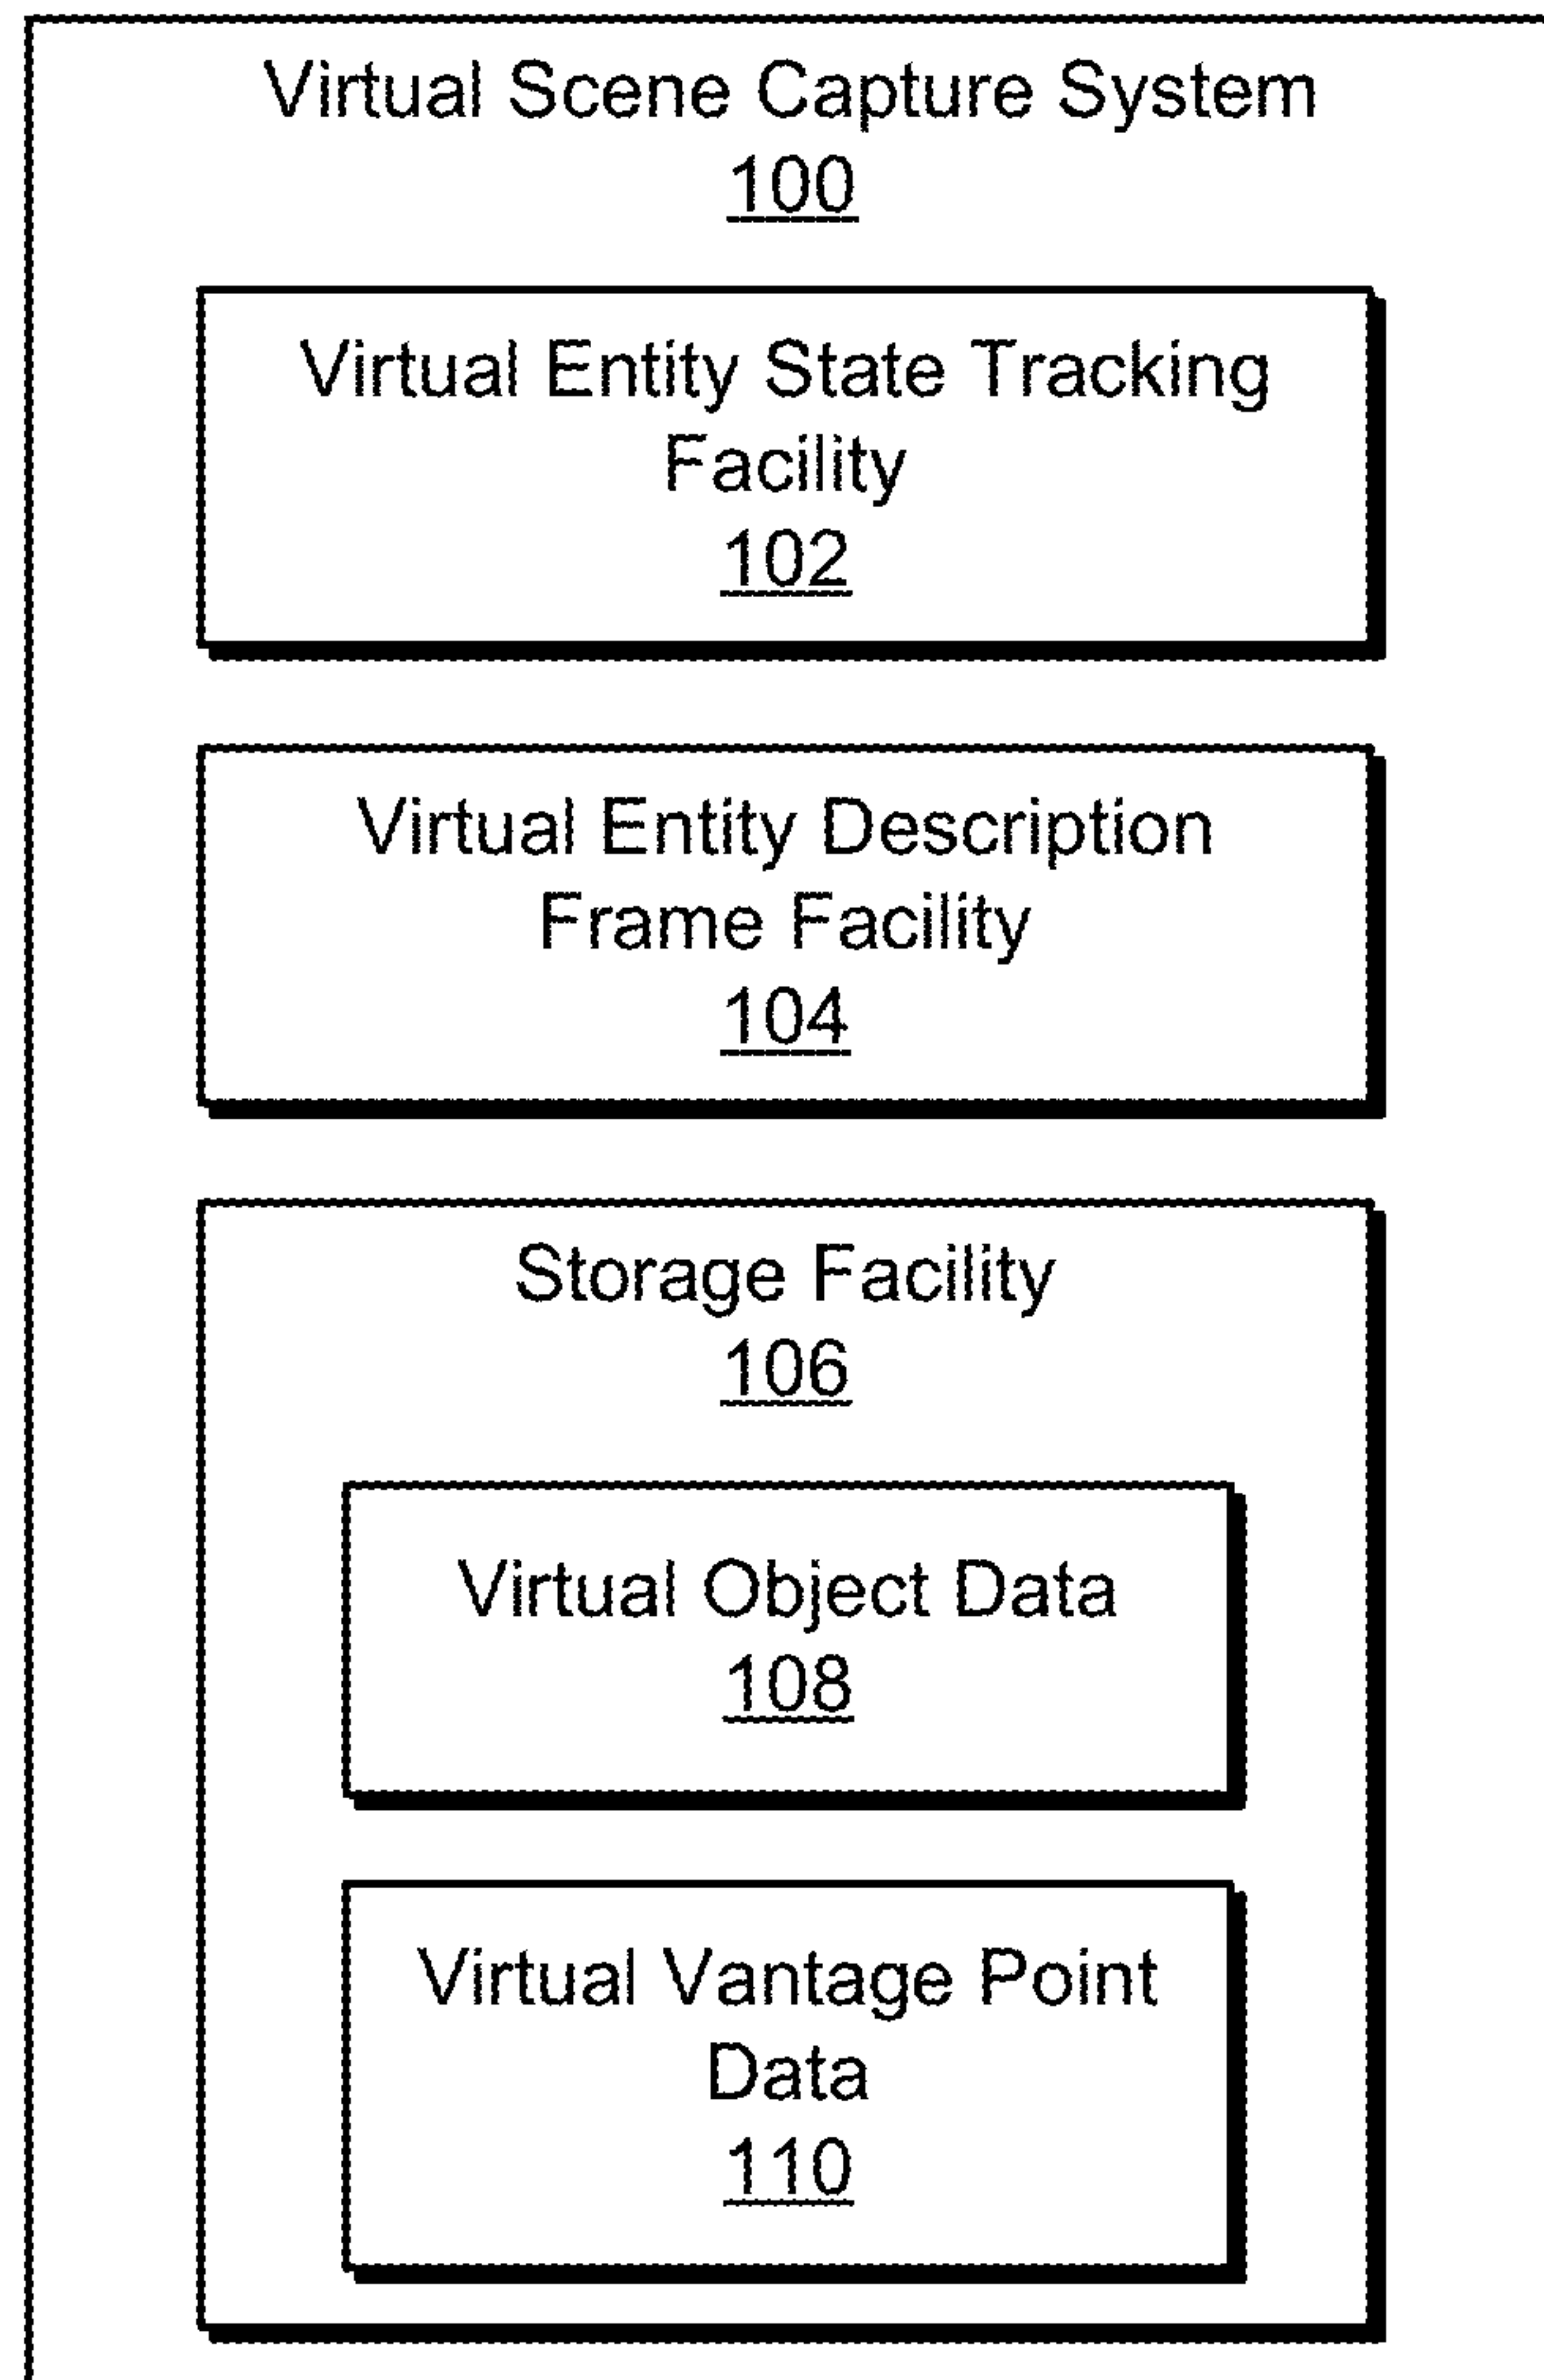 Virtual Scene Capture System
100
Virtual Entity State Tracking
Facility
102
Virtual Entity Description
Frame Facility
104
Storage Facility
106
Virtual Object Data
108
Virtual Vantage Point
Data
110